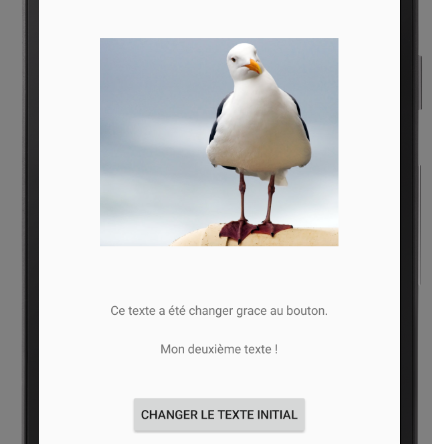 Ce texte a été changer grace au bouton.
Mon deuxième texte !
CHANGER LE TEXTE INITIAL